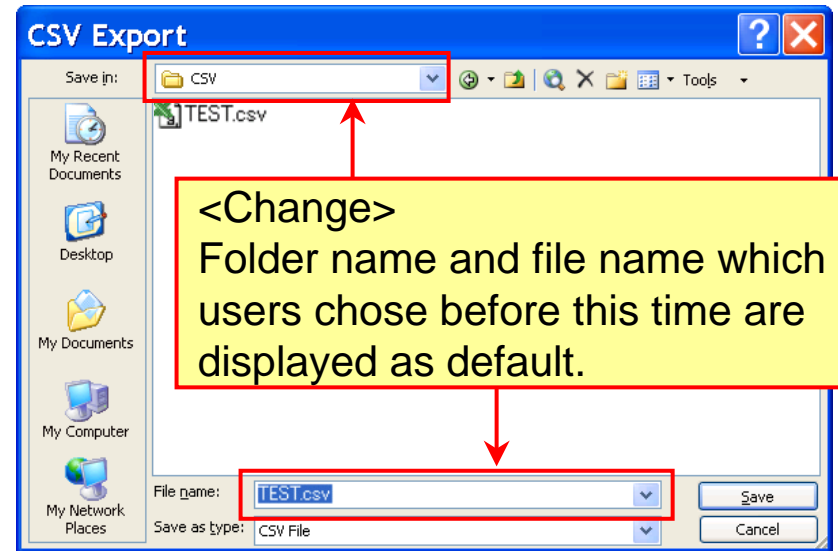 CSV Export
Save in:
CSV
Tools
TEST.csv
My Recent
Documents
Desktop
My Documents
My Computer
My Network
Places
<Change>
Folder name and file name which
users chose before this time are
displayed as default.
File name:
TEST.csv
Save
Save as type:
CSV File
Cancel